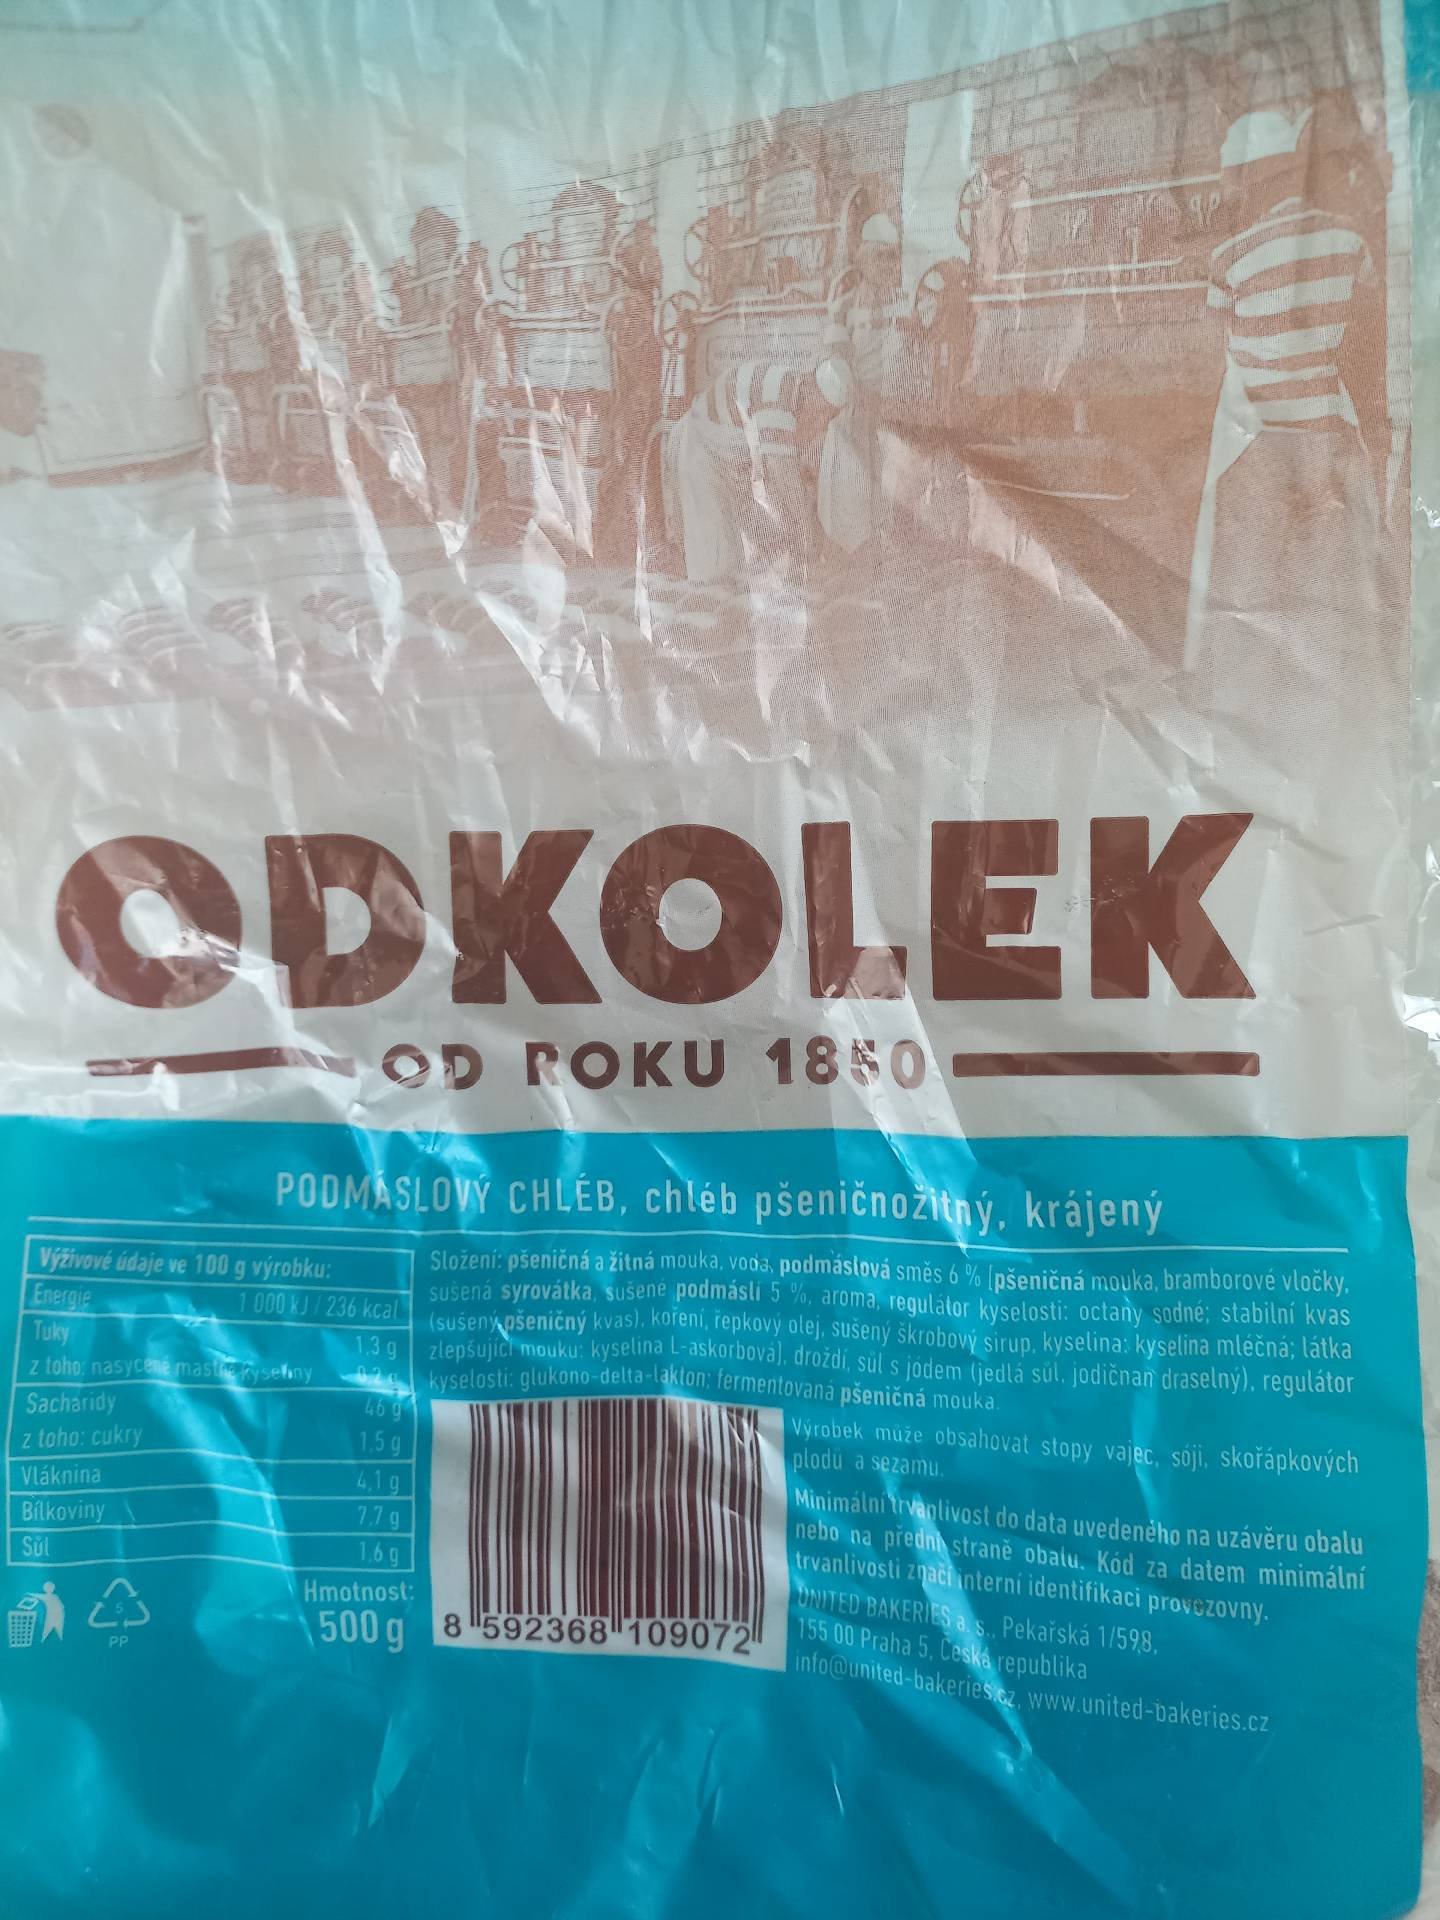 ODKOLEK
OD ROKU 1850
PODMÁSLOVÝ CHLÉB, chléb pšeničnožitný, krájený
Výživové údaje ve 100 g výrobku:
Energie 1 000 kJ / 236 kcal
Tuky 1,3 g
z toho: nasycené mastné kyseliny 0,2 g
Sacharidy 46 g
z toho: cukry 1,5 g
Vláknina 4,1 g
Bílkoviny 7,7 g
Sůl 1,6 g
5
PP
Hmotnost:
500 g
Složení: pšeničná a žitná mouka, voda, podmáslová směs 6 % (pšeničná mouka, bramborové vločky,
sušená syrovátka, sušené podmáslí 5 %, aroma, regulátor kyselosti: octany sodné; stabilní kvas
(sušený pšeničný kvas), koření, řepkový olej, sušený škrobový sirup, kyselina: kyselina mléčná; látka
zlepšující mouku: kyselina L-askorbová), droždí, sůl s jódem (jedlá sůl, jodičnan draselný), regulátor
kyselosti: glukono-delta-lakton; fermentovaná pšeničná mouka.
Výrobek může obsahovat stopy vajec, sóji, skořápkových
plodů a sezamu.
Minimální trvanlivost do data uvedeného na uzávěru obalu
nebo na přední straně obalu. Kód za datem minimální
trvanlivosti značí interní identifikaci provozovny.
UNITED BAKERIES a. s., Pekařská 1/598,
155 00 Praha 5, Česká republika
info@united-bakeries.cz, www.united-bakeries.cz
8 592368 109072